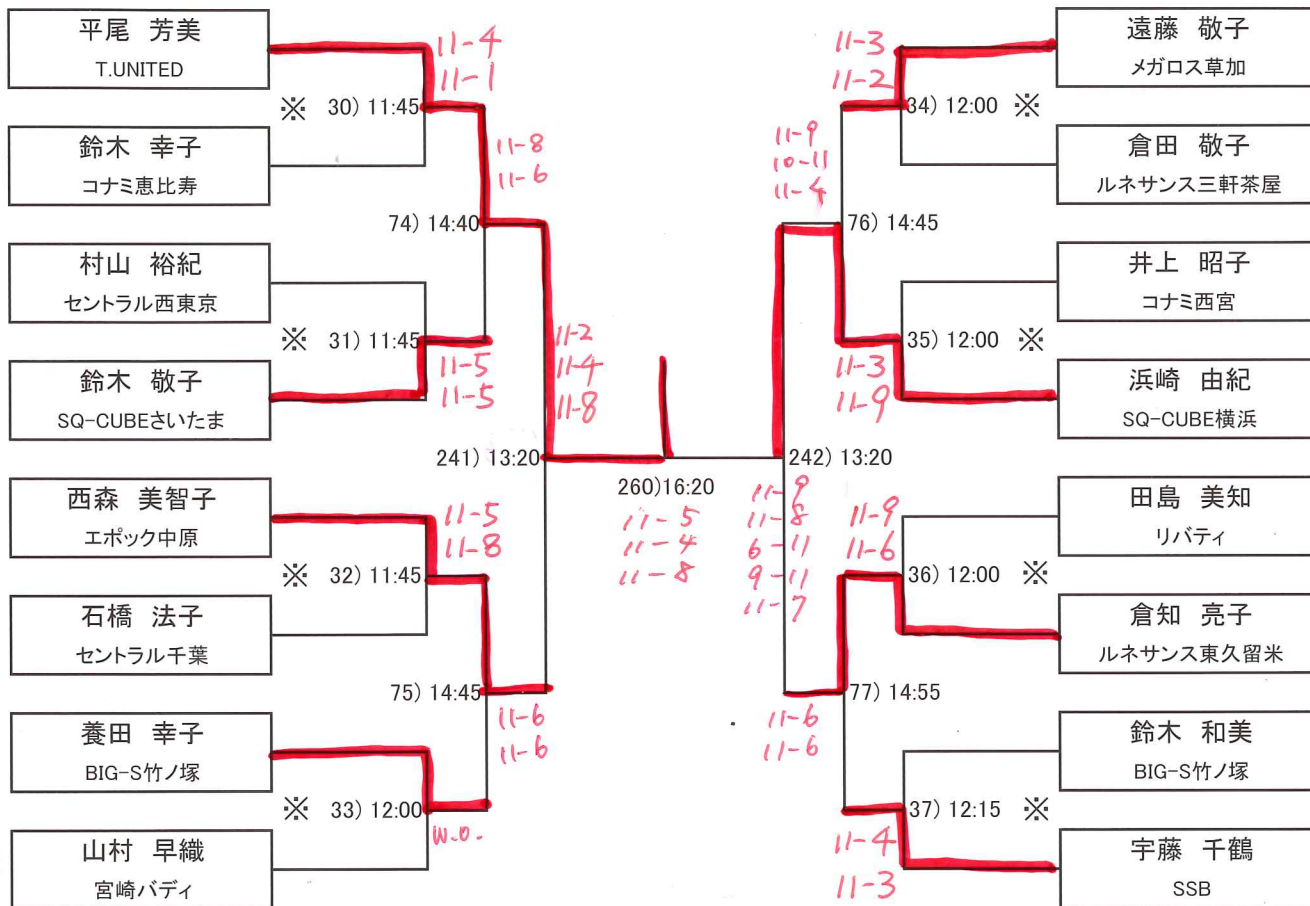 平尾 芳美
T.UNITED
※ 30) 11:45
11-4
11-1
鈴木 幸子
コナミ恵比寿
74) 14:40
11-8
11-6
村山 裕紀
セントラル西東京
※ 31) 11:45
11-5
11-5
鈴木 敬子
SQ-CUBEさいたま
241) 13:20
11-2
11-4
11-8
西森 美智子
エポック中原
※ 32) 11:45
11-5
11-8
石橋 法子
セントラル千葉
75) 14:45
11-6
11-6
養田 幸子
BIG-S竹ノ塚
※ 33) 12:00
W.O.
山村 早織
宮崎バディ
260)16:20
11-5
11-4
11-8
遠藤 敬子
メガロス草加
11-3
11-2
34) 12:00 ※
倉田 敬子
ルネサンス三軒茶屋
11-9
10-11
11-4
76) 14:45
井上 昭子
コナミ西宮
35) 12:00 ※
11-3
11-9
浜崎 由紀
SQ-CUBE横浜
242) 13:20
11-9
11-8
6-11
9-11
11-7
田島 美知
リバティ
11-9
11-6
36) 12:00 ※
倉知 亮子
ルネサンス東久留米
77) 14:55
11-6
11-6
鈴木 和美
BIG-S竹ノ塚
37) 12:15 ※
11-4
11-3
宇藤 千鶴
SSB